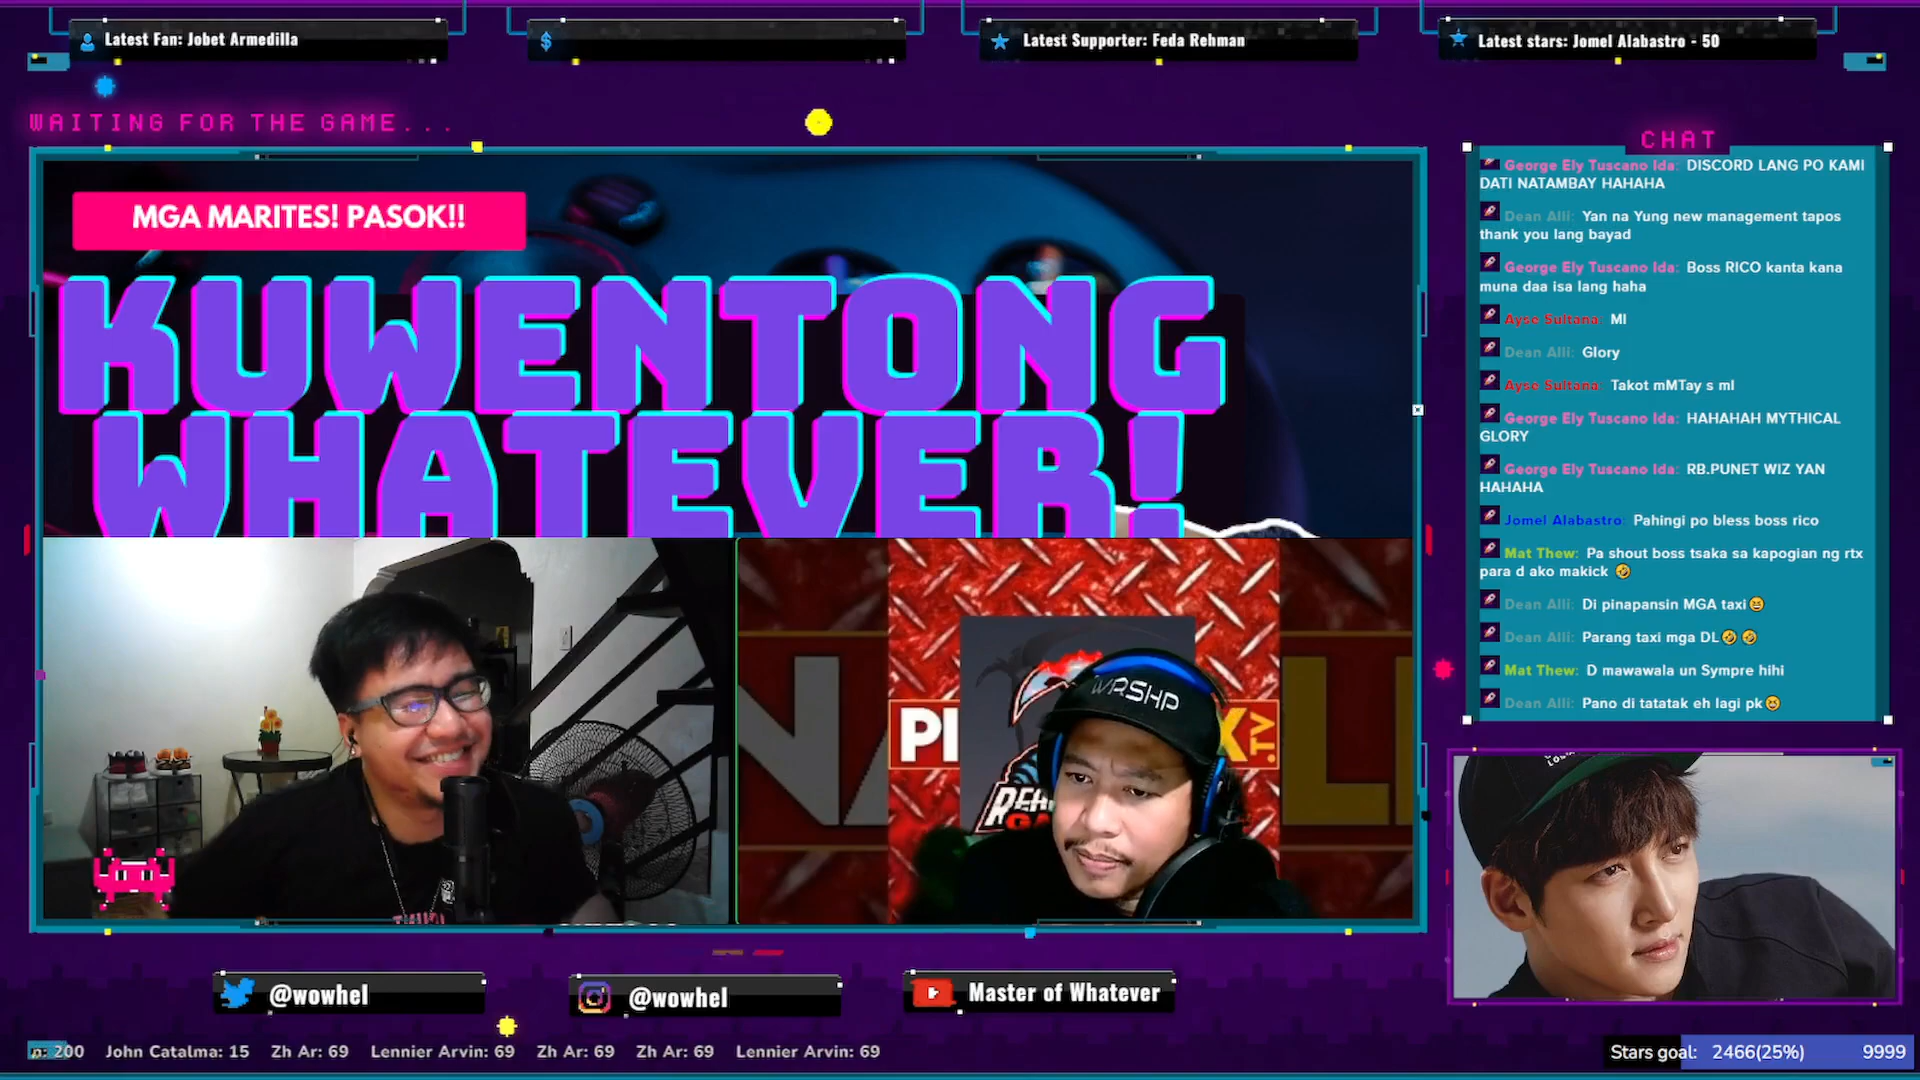 Latest Fan: Jobet Armedilla
$
Latest Supporter: Feda Rehman
Latest stars: Jomel Alabastro - 50
WAITING FOR THE GAME...
CHAT
MGA MARITES! PASOK!!
KUWENTONG
WHATEVER!
George Ely Tuscano Ida: DISCORD LANG PO KAMI
DATI NATAMBAY HAHAHA
Dean Alli: Yan na Yung new management tapos
thank you lang bayad
George Ely Tuscano Ida: Boss RICO kanta kana
muna daa isa lang haha
Ayse Sultana: Ml
Dean Alli: Glory
Ayse Sultana: Takot mMTay s ml
George Ely Tuscano Ida: HAHAHAH MYTHICAL
GLORY
George Ely Tuscano Ida: RB.PUNET WIZ YAN
HAHAHA
Jomel Alabastro: Pahingi po bless boss rico
Mat Thew: Pa shout boss tsaka sa kapogian ng rtx
para d ako makick 🤣
Dean Alli: Di pinapansin MGA taxi😆
Dean Alli: Parang taxi mga DL🤣 🤣
Mat Thew: D mawawala un Sympre hihi
Dean Alli: Pano di tatatak eh lagi pk😆
WRSHP
PI
X.TV
@wowhel
@wowhel
Master of Whatever
200 John Catalma: 15 Zh Ar: 69 Lennier Arvin: 69 Zh Ar: 69 Zh Ar: 69 Lennier Arvin: 69
Stars goal: 2466(25%) 9999